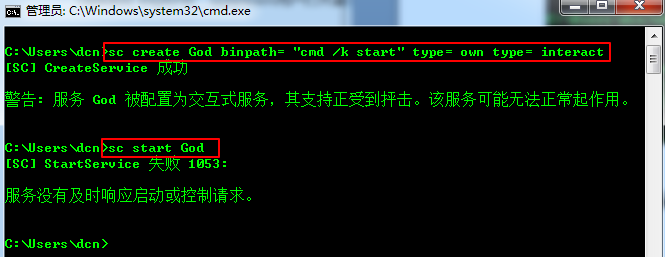 管理员: C:\Windows\system32\cmd.exe
C:\Users\dcn>sc create God binpath= "cmd /k start" type= own type= interact
[SC] CreateService 成功
警告: 服务 God 被配置为交互式服务，其支持正受到抨击。该服务可能无法正常起作用。
C:\Users\dcn>sc start God
[SC] StartService 失败 1053:
服务没有及时响应启动或控制请求。
C:\Users\dcn>